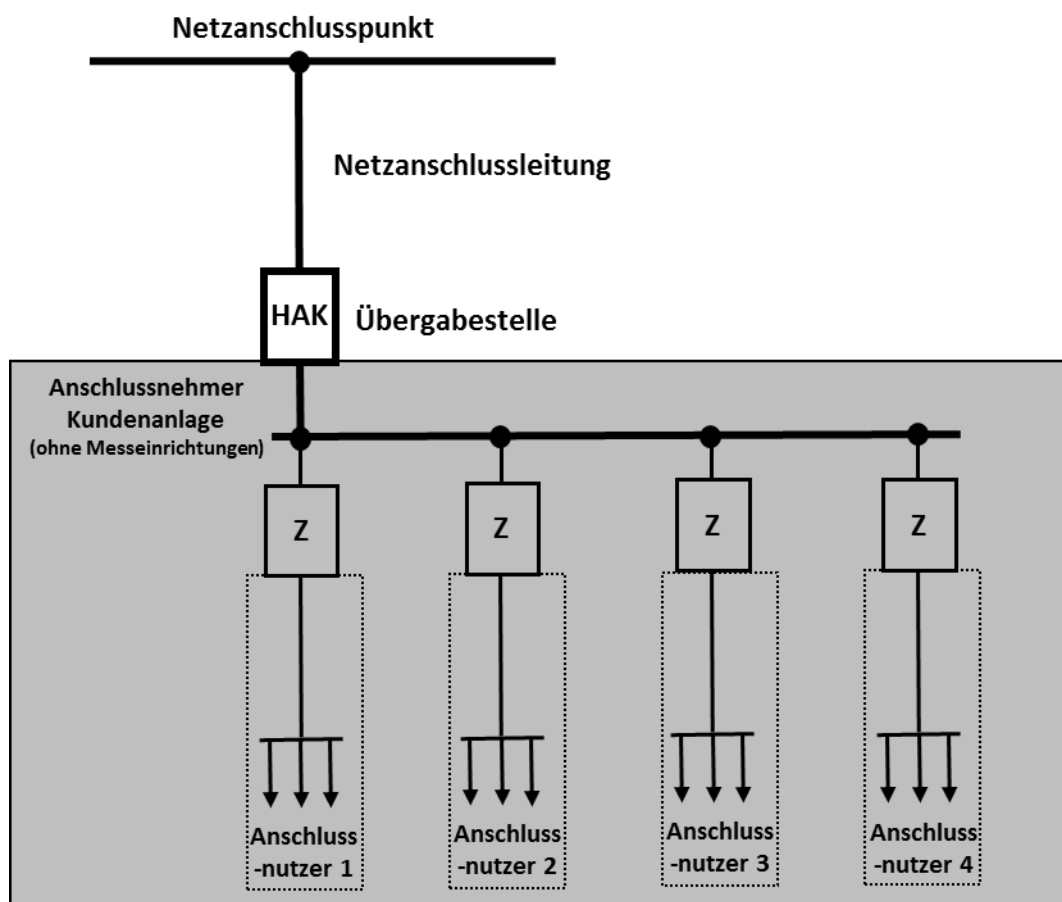 Netzanschlusspunkt
Netzanschlussleitung
HAK
Übergabestelle
Anschlussnehmer
Kundenanlage
(ohne Messeinrichtungen)
Z
Z
Z
Z
Anschluss
-nutzer 1
Anschluss
-nutzer 2
Anschluss
-nutzer 3
Anschluss
-nutzer 4